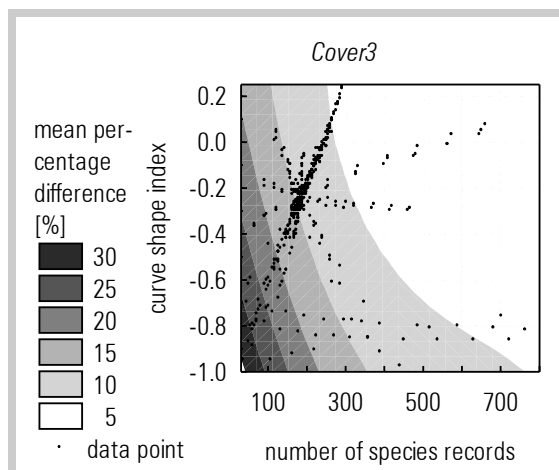 Cover3
mean per-
centage
difference
[%]
30
25
20
15
10
5
data point
curve shape index
0.2
0.0
-0.2
-0.4
-0.6
-0.8
-1.0
100 300 500 700
number of species records